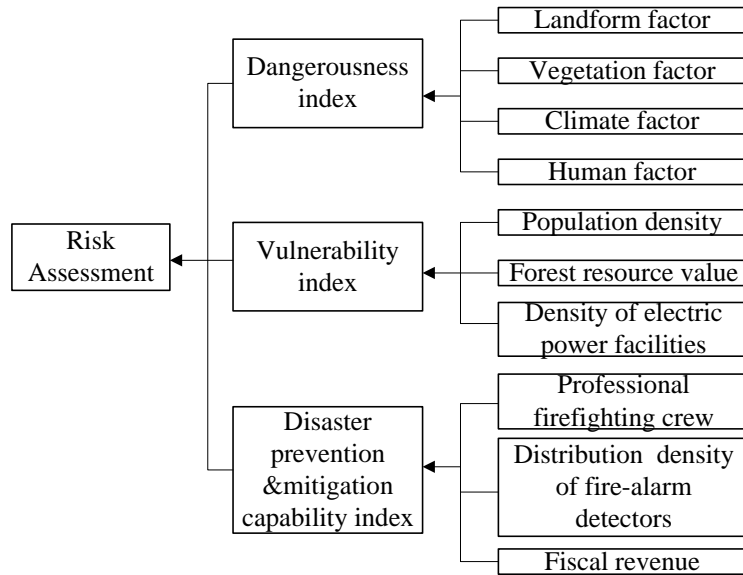 Risk
Assessment
Dangerousness
index
Vulnerability
index
Disaster
prevention
&mitigation
capability index
Landform factor
Vegetation factor
Climate factor
Human factor
Population density
Forest resource value
Density of electric
power facilities
Professional
firefighting crew
Distribution density
of fire-alarm
detectors
Fiscal revenue